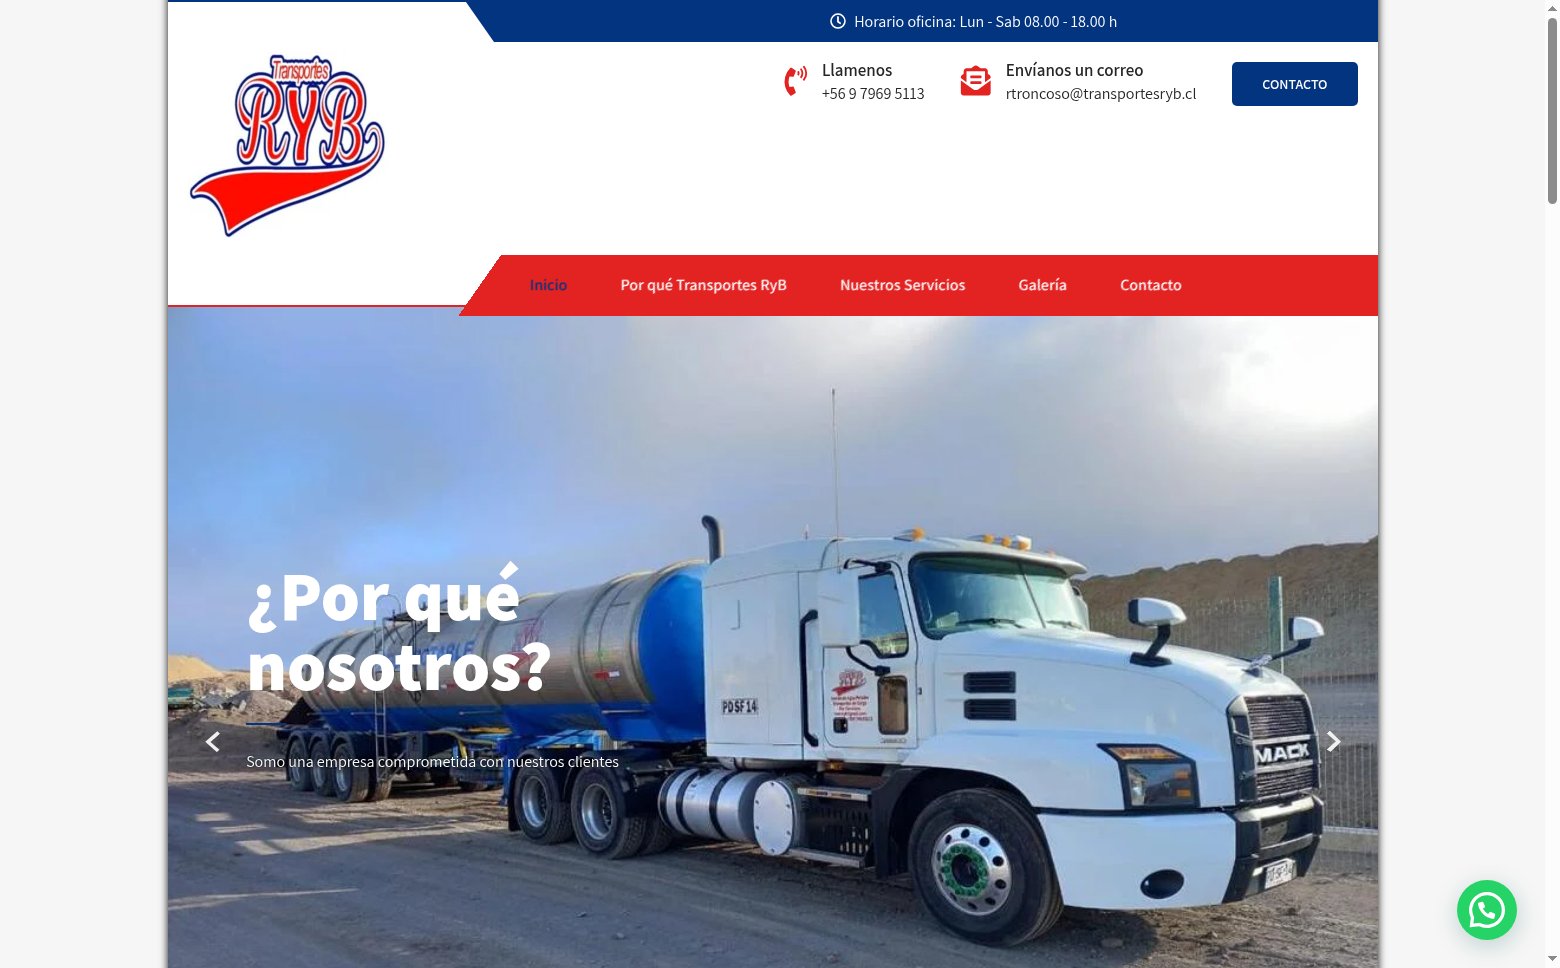 Horario oficina: Lun - Sab 08.00 - 18.00 h
Transportes
RYB
Llamenos
+56 9 7969 5113
Envíanos un correo
rtroncoso@transportesryb.cl
CONTACTO
Inicio
Por qué Transportes RyB
Nuestros Servicios
Galería
Contacto
¿Por qué
nosotros?
Somo una empresa comprometida con nuestros clientes
PDSF 14
RYB
MACK